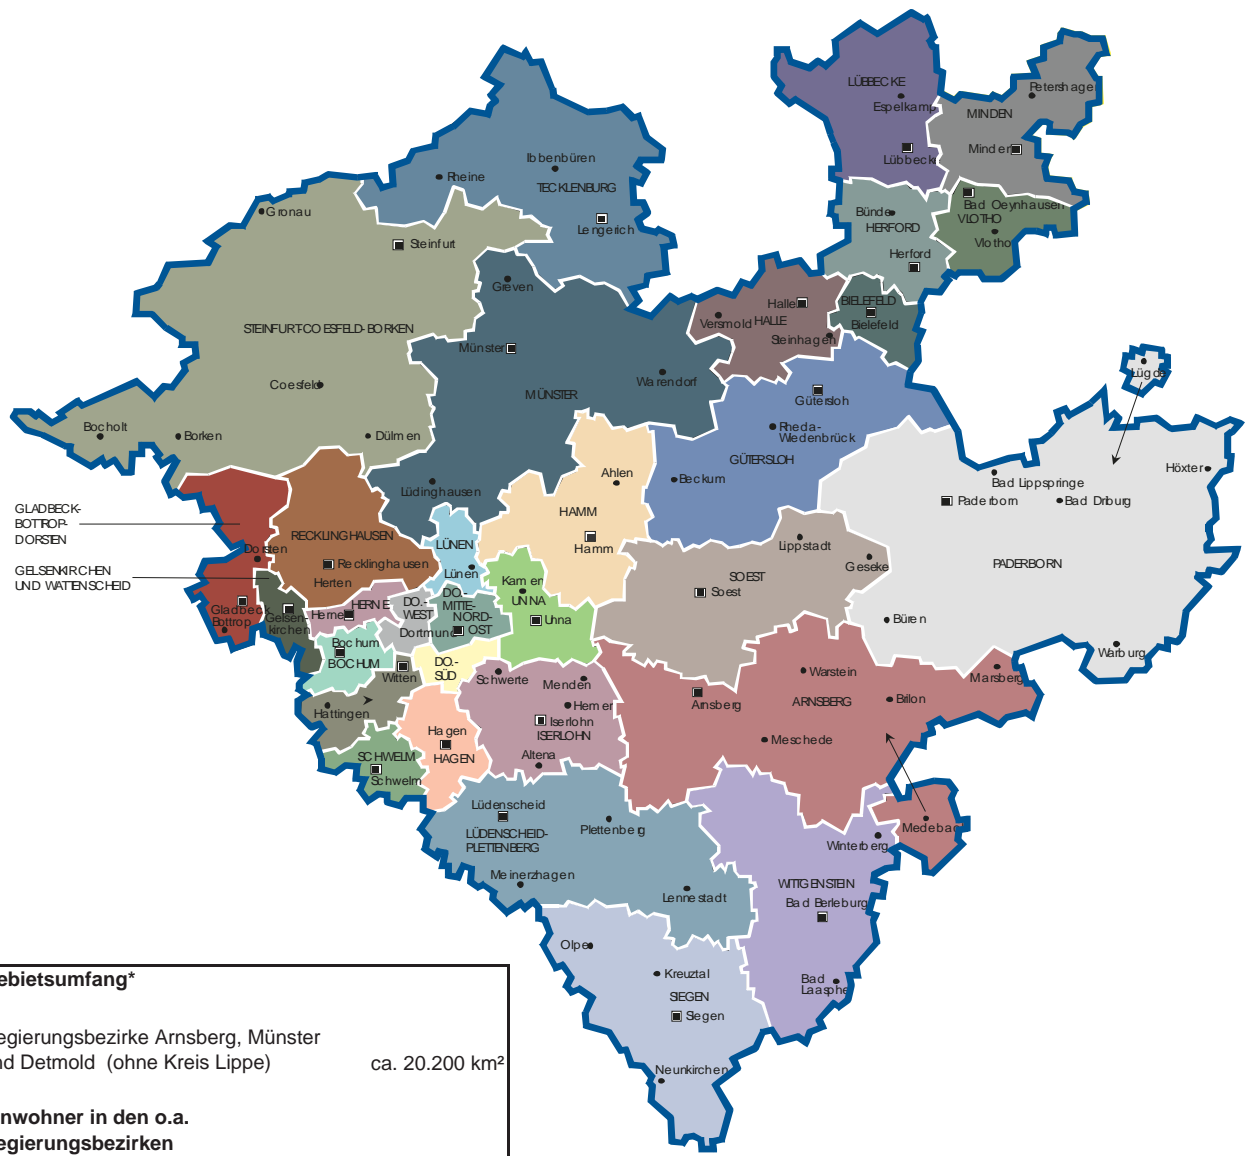 LÜBBECKE
Espelkamp
Lübbecke
Petershagen
MINDEN
Minden
Ibbenbüren
Rheine
TECKLENBURG
Lengerich
Gronau
Steinfurt
Bünde
HERFORD
Herford
Bad Oeynhausen
VLOTHO
Vlotho
Greven
STEINFURT-COESFELD-BORKEN
Münster
Coesfeld
Warendorf
MÜNSTER
Halle
Versmold
HALLE
Steinhagen
BIELEFELD
Bielefeld
Lügde
Gütersloh
Rheda-
Wedenbrück
GÜTERSLOH
Beckum
Bocholt
Borken
Dülmen
Lüdinghausen
Ahlen
HAMM
Hamm
Höxter
Bad Lippspringe
Paderborn
Bad Driburg
PADERBORN
Büren
Warburg
GLADBECK-
BOTTROP-
DORSTEN
GELSENKIRCHEN
UND WATTENSCHEID
RECKLINGHAUSEN
Dorsten
Recklinghausen
Herten
Gladbeck
Bottrop
Gelsen-
kirchen
LÜNEN
Lünen
Kamen
UNNA
Unna
HERNE
Herne
DO.-
WEST
DO.-
MITTE-
NORD-
OST
Dortmund
Bochum
BOCHUM
Witten
DO.-
SÜD
Lippstadt
Geseke
SOEST
Soest
Schwerte
Menden
Hemer
Iserlohn
ISERLOHN
Altena
Hattingen
Hagen
HAGEN
SCHWELM
Schwelm
Warstein
Marsberg
Arnsberg
ARNSBERG
Brilon
Meschede
Medebach
Winterberg
Lüdenscheid
LÜDENSCHEID-
PLETTENBERG
Plettenberg
Meinerzhagen
Lennestadt
WITTGENSTEIN
Bad Berleburg
Bad
Laasphe
Olpe
Kreuztal
SIEGEN
Siegen
Neunkirchen
ebietsumfang*
egierungsbezirke Arnsberg, Münster
nd Detmold (ohne Kreis Lippe) ca. 20.200 km²
nwohner in den o.a.
egierungsbezirken